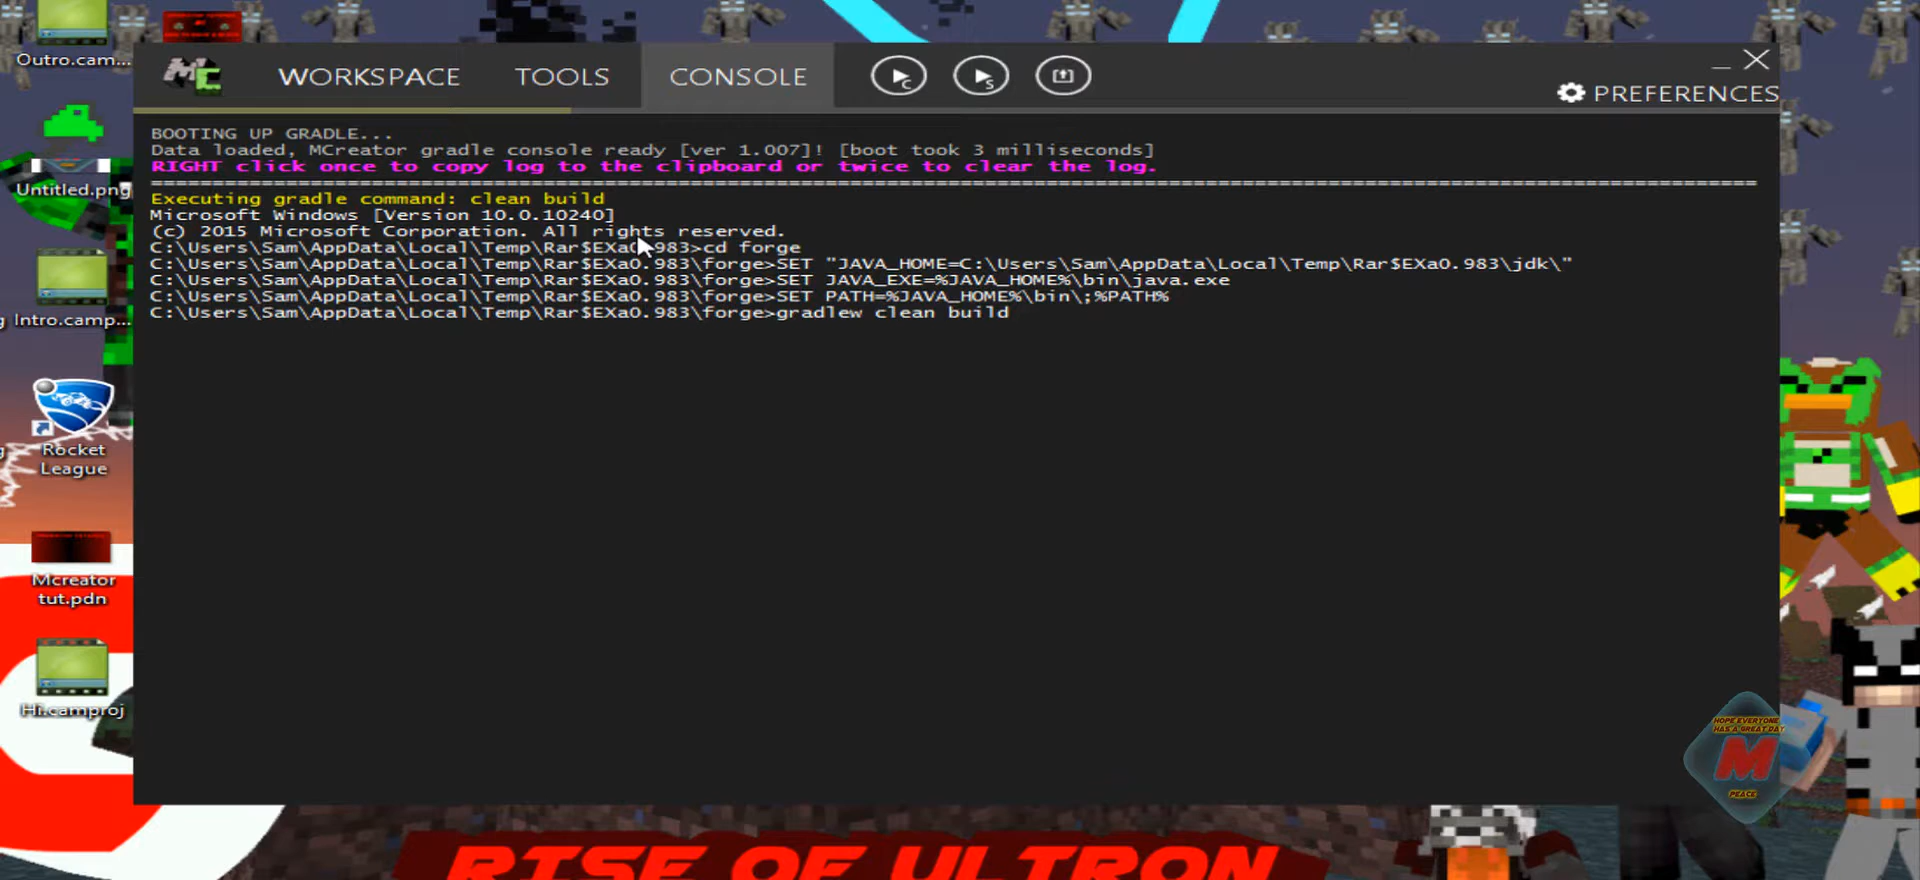 Outro.cam...
WORKSPACE TOOLS CONSOLE
PREFERENCES
BOOTING UP GRADLE...
Data loaded, MCreator gradle console ready [ver 1.007]! [boot took 3 milliseconds]
RIGHT click once to copy log to the clipboard or twice to clear the log.
Executing gradle command: clean build
Microsoft Windows [Version 10.0.10240]
(c) 2015 Microsoft Corporation. All rights reserved.
C:\Users\Sam\AppData\Local\Temp\Rar$EXa0.983>cd forge
C:\Users\Sam\AppData\Local\Temp\Rar$EXa0.983\forge>SET "JAVA_HOME=C:\Users\Sam\AppData\Local\Temp\Rar$EXa0.983\jdk\"
C:\Users\Sam\AppData\Local\Temp\Rar$EXa0.983\forge>SET JAVA_EXE=%JAVA_HOME%\bin\java.exe
C:\Users\Sam\AppData\Local\Temp\Rar$EXa0.983\forge>SET PATH=%JAVA_HOME%\bin\;%PATH%
C:\Users\Sam\AppData\Local\Temp\Rar$EXa0.983\forge>gradlew clean build
Untitled.png
Intro.camp...
Rocket
League
Mcreator
tut.pdn
Hi.camproj
HOPE EVERYONE
HAS A GREAT DAY
M
PEACE
RISE OF ULTRON